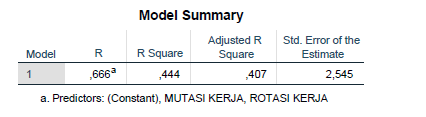 Model Summary
Model R R Square Adjusted R Square Std. Error of the Estimate
1 ,666a ,444 ,407 2,545
a. Predictors: (Constant), MUTASI KERJA, ROTASI KERJA